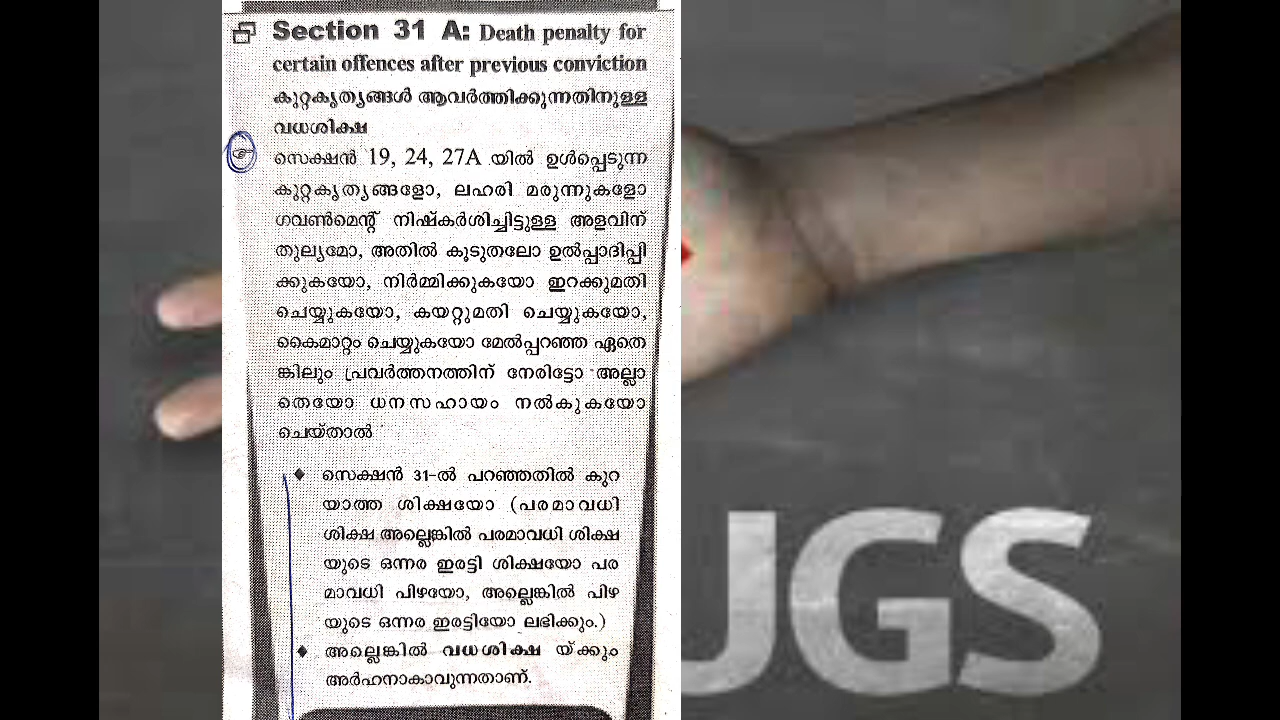 Section 31 A: Death penalty for
certain offences after previous conviction
കുറ്റകൃത്യങ്ങൾ ആവർത്തിക്കുന്നതിനുള്ള
വധശിക്ഷ
സെക്ഷൻ 19, 24, 27A യിൽ ഉൾപ്പെടുന്ന
കുറ്റകൃത്യങ്ങളോ, ലഹരി മരുന്നുകളോ
ഗവൺമെന്റ് നിഷ്കർശിച്ചിട്ടുള്ള അളവിന്
തുല്യമോ, അതിൽ കൂടുതലോ ഉൽപ്പാദിപ്പി
ക്കുകയോ, നിർമ്മിക്കുകയോ ഇറക്കുമതി
ചെയ്യുകയോ, കയറ്റുമതി ചെയ്യുകയോ,
കൈമാറ്റം ചെയ്യുകയോ മേൽപ്പറഞ്ഞ ഏതെ
ങ്കിലും പ്രവർത്തനത്തിന് നേരിട്ടോ അല്ലാ
തെയോ ധനസഹായം നൽകുകയോ
ചെയ്താൽ
♦ സെക്ഷൻ 31-ൽ പറഞ്ഞതിൽ കുറ
യാത്ത ശിക്ഷയോ (പരമാവധി
ശിക്ഷ അല്ലെങ്കിൽ പരമാവധി ശിക്ഷ
യുടെ ഒന്നര ഇരട്ടി ശിക്ഷയോ പര
മാവധി പിഴയോ, അല്ലെങ്കിൽ പിഴ
യുടെ ഒന്നര ഇരട്ടിയോ ലഭിക്കും.)
♦ അല്ലെങ്കിൽ വധശിക്ഷ യ്ക്കും
അർഹനാകാവുന്നതാണ്.
UGS